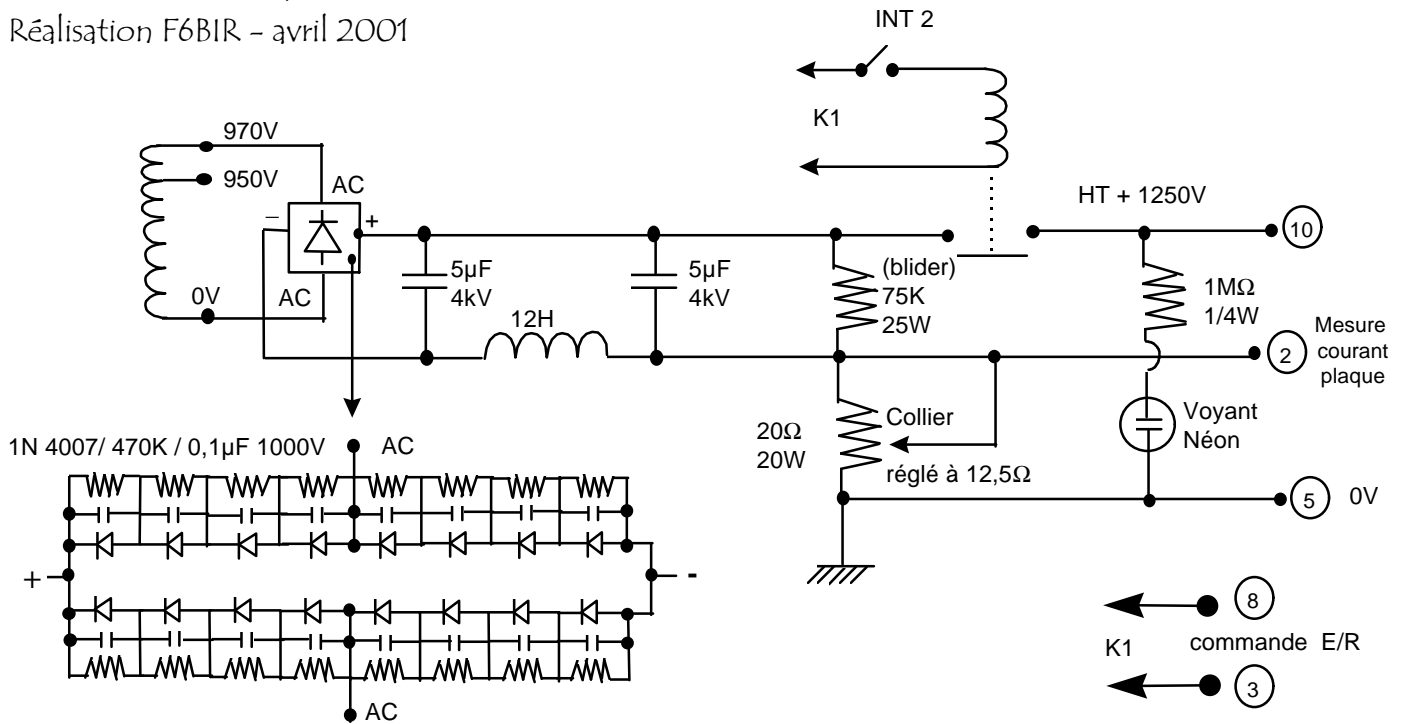 Réalisation F6BIR - avril 2001
INT 2
K1
970V
950V
AC
–
+
HT + 1250V
10
5µF
4kV
5µF
4kV
(blider)
75K
25W
1MΩ
1/4W
0V
AC
12H
Mesure
courant
plaque
2
1N 4007/ 470K / 0,1µF 1000V
AC
20Ω
20W
Collier
réglé à 12,5Ω
Voyant
Néon
5
0V
+
-
8
K1
commande E/R
3
AC